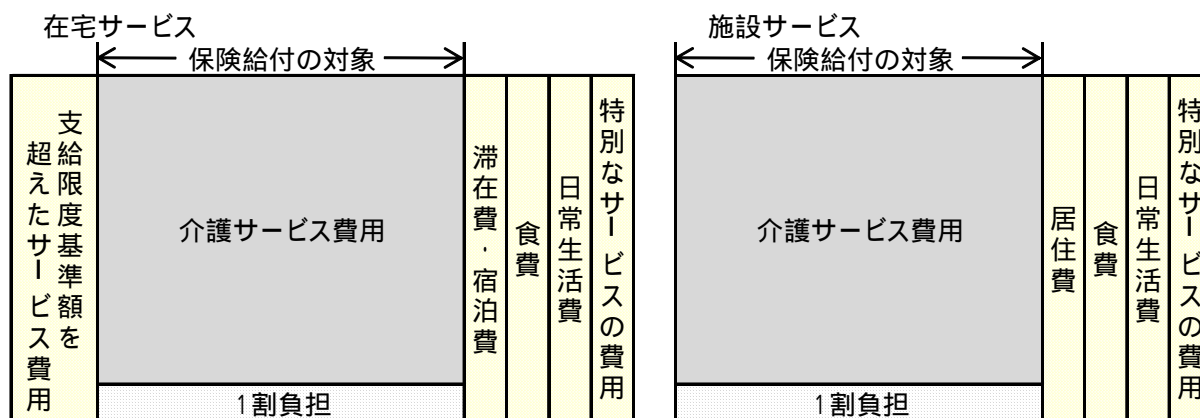 在宅サービス
保険給付の対象
支給限度基準額を
超えたサービス費用
介護サービス費用
1割負担
滞在費・宿泊費
食費
日常生活費
特別なサービスの費用
施設サービス
保険給付の対象
介護サービス費用
1割負担
居住費
食費
日常生活費
特別なサービスの費用